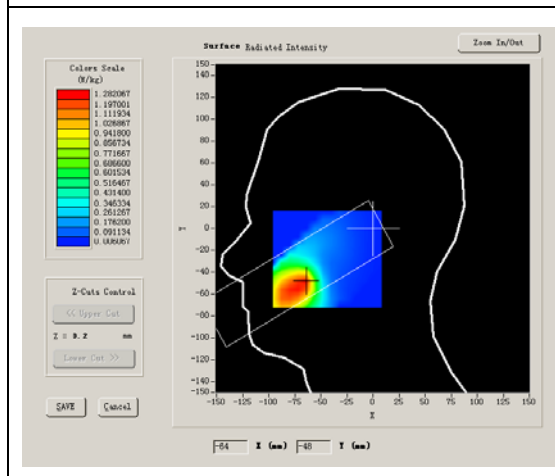 Surface Radiated Intensity
Zoom In/Out
Colors Scale
(W/kg)
1.282067
1.197001
1.111934
1.026867
0.941800
0.856734
0.771667
0.686600
0.601534
0.516467
0.431400
0.346334
0.261267
0.176200
0.091134
0.006067
150
140
120
100
80
60
40
20
0
-20
-40
-60
-80
-100
-120
-140
-150
Y
-150 -125 -100 -75 -50 -25 0 25 50 75 100 125 150
X
Z-Cuts Control
<< Upper Cut
Z = 0.2 mm
Lower Cut >>
SAVE
Cancel
-64 X (mm) -48 Y (mm)